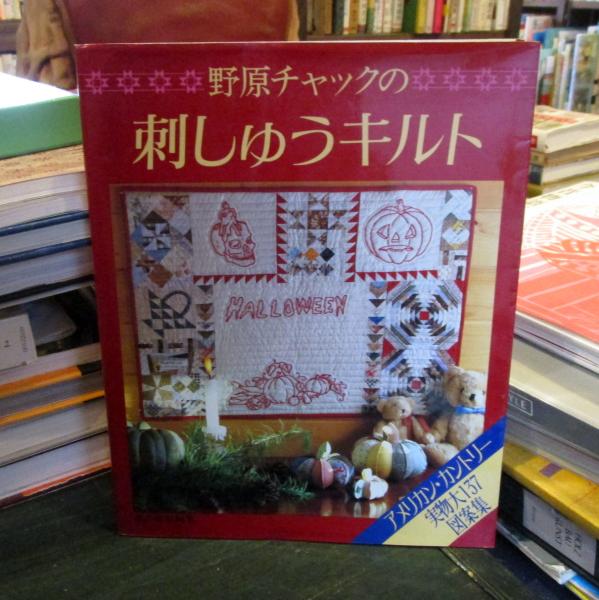 野原チャックの
刺しゅうキルト
HALLOWEEN
アメリカン・カントリー
実物大137
図案集